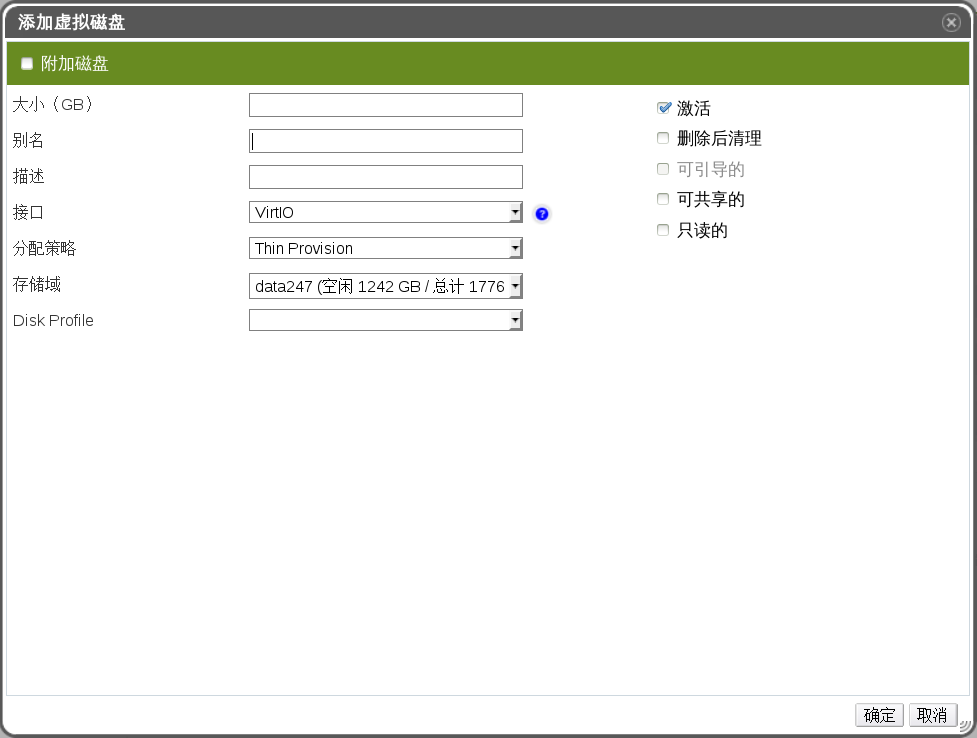 添加虚拟磁盘
附加磁盘
大小（GB）
别名
描述
接口
VirtIO
分配策略
Thin Provision
存储域
data247 (空闲 1242 GB / 总计 1776
Disk Profile
激活
删除后清理
可引导的
可共享的
只读的
确定
取消